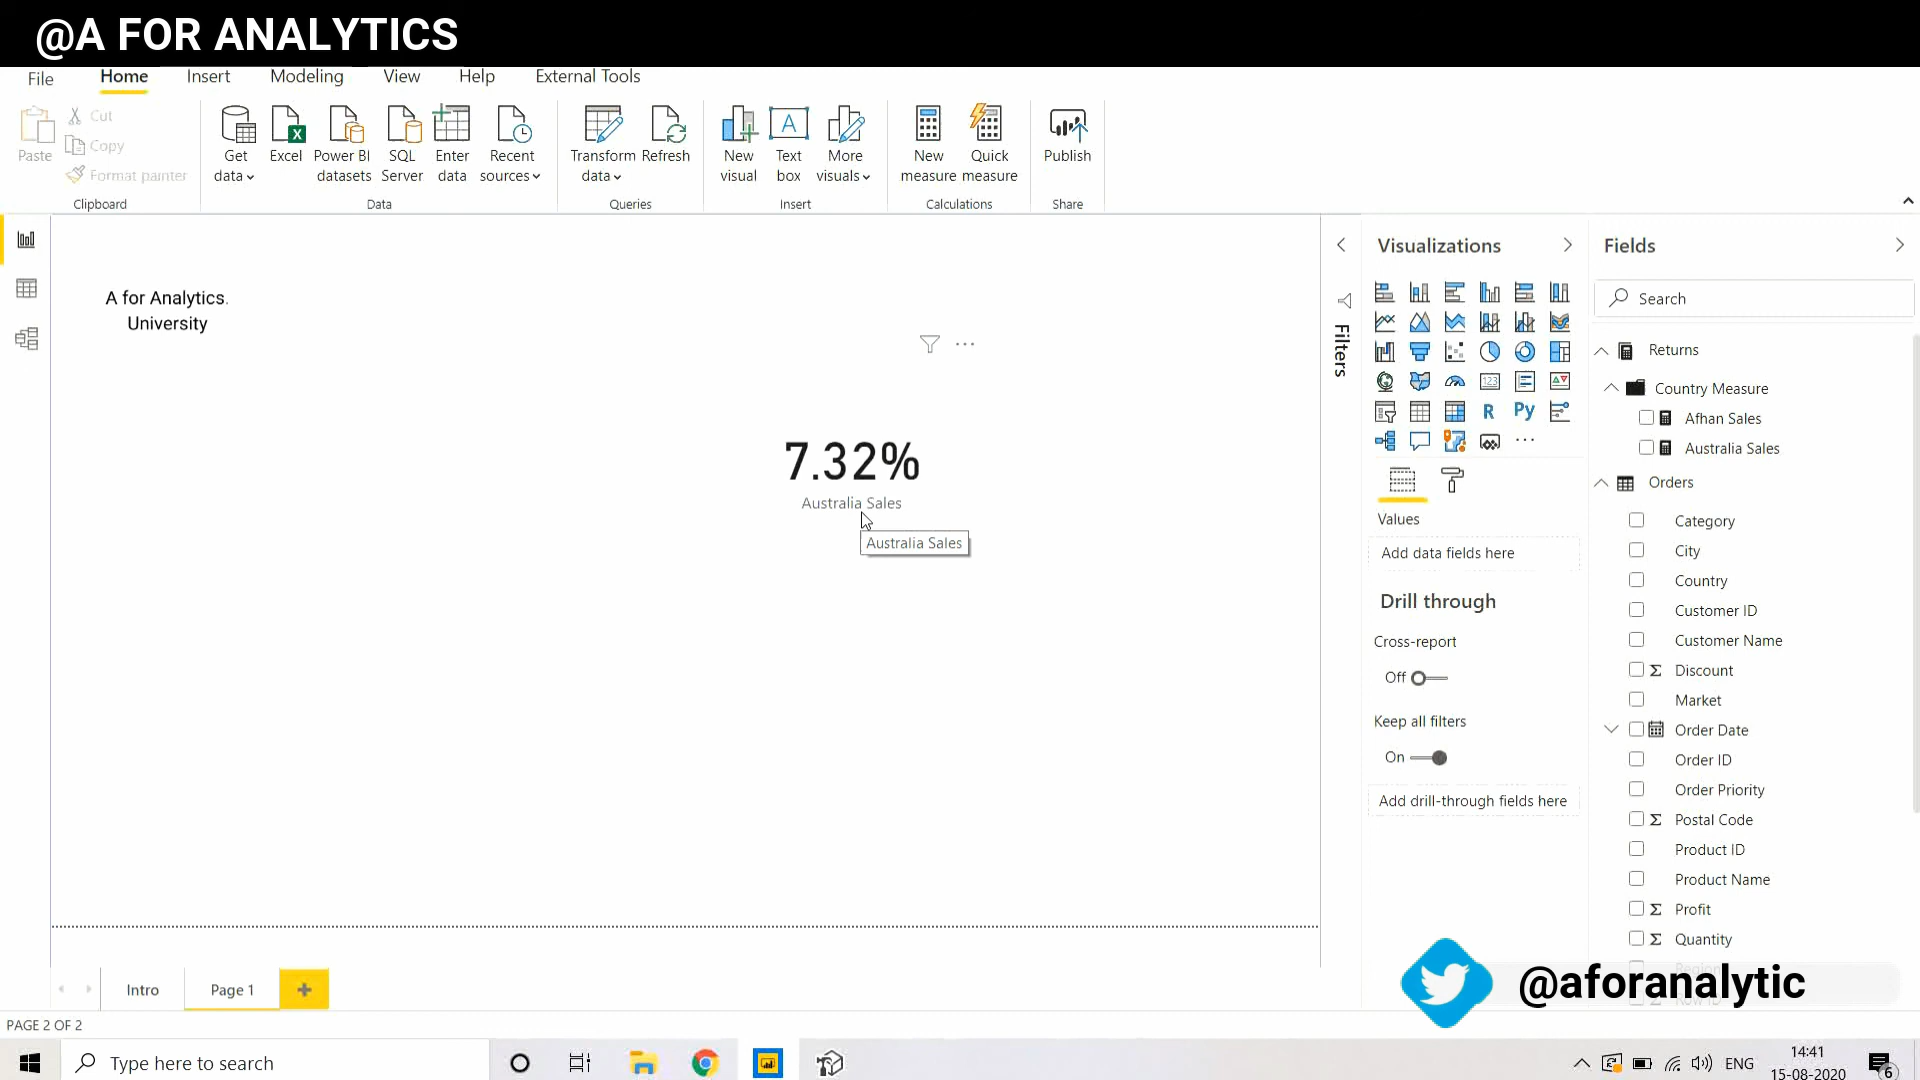 @A FOR ANALYTICS
File Home Insert Modeling View Help External Tools
Paste
Cut
Copy
Format painter
Clipboard
Get data
Excel
Power BI datasets
SQL Server
Enter data
Recent sources
Data
Transform data
Refresh
Queries
New visual
Text box
More visuals
Insert
New measure
Quick measure
Calculations
Publish
Share
A for Analytics.
University
7.32%
Australia Sales
Australia Sales
Filters
Visualizations
123
R
Py
Values
Add data fields here
Drill through
Cross-report
Off
Keep all filters
On
Add drill-through fields here
Fields
Search
Returns
Country Measure
Afhan Sales
Australia Sales
Orders
Category
City
Country
Customer ID
Customer Name
Σ Discount
Market
Order Date
Order ID
Order Priority
Σ Postal Code
Product ID
Product Name
Σ Profit
Σ Quantity
@aforanalytic
Intro
Page 1
PAGE 2 OF 2
Type here to search
ENG
14:41
15-08-2020
6